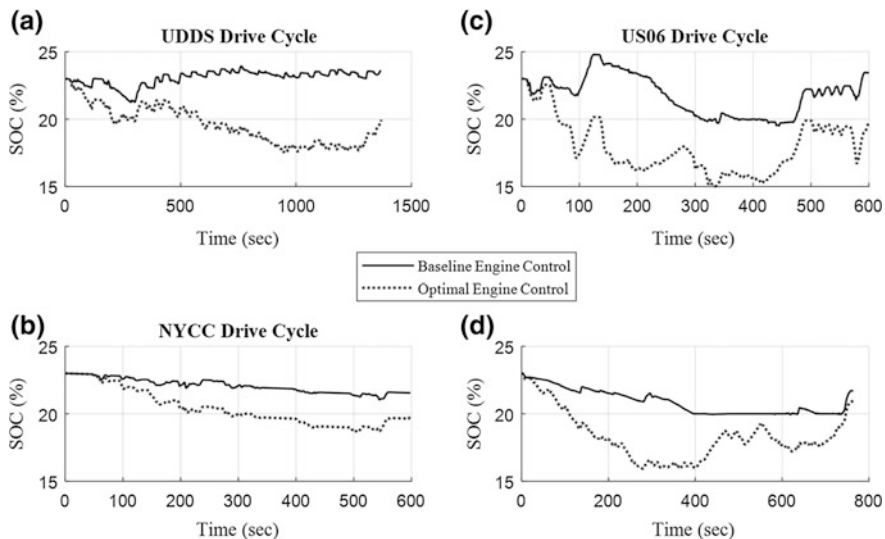 (a)
UDDS Drive Cycle
25
20
15
SOC (%)
0 500 1000 1500
Time (sec)
(c)
US06 Drive Cycle
25
20
15
SOC (%)
0 100 200 300 400 500 600
Time (sec)
Baseline Engine Control
Optimal Engine Control
(b)
NYCC Drive Cycle
25
20
15
SOC (%)
0 100 200 300 400 500 600
Time (sec)
(d)
25
20
15
SOC (%)
0 200 400 600 800
Time (sec)